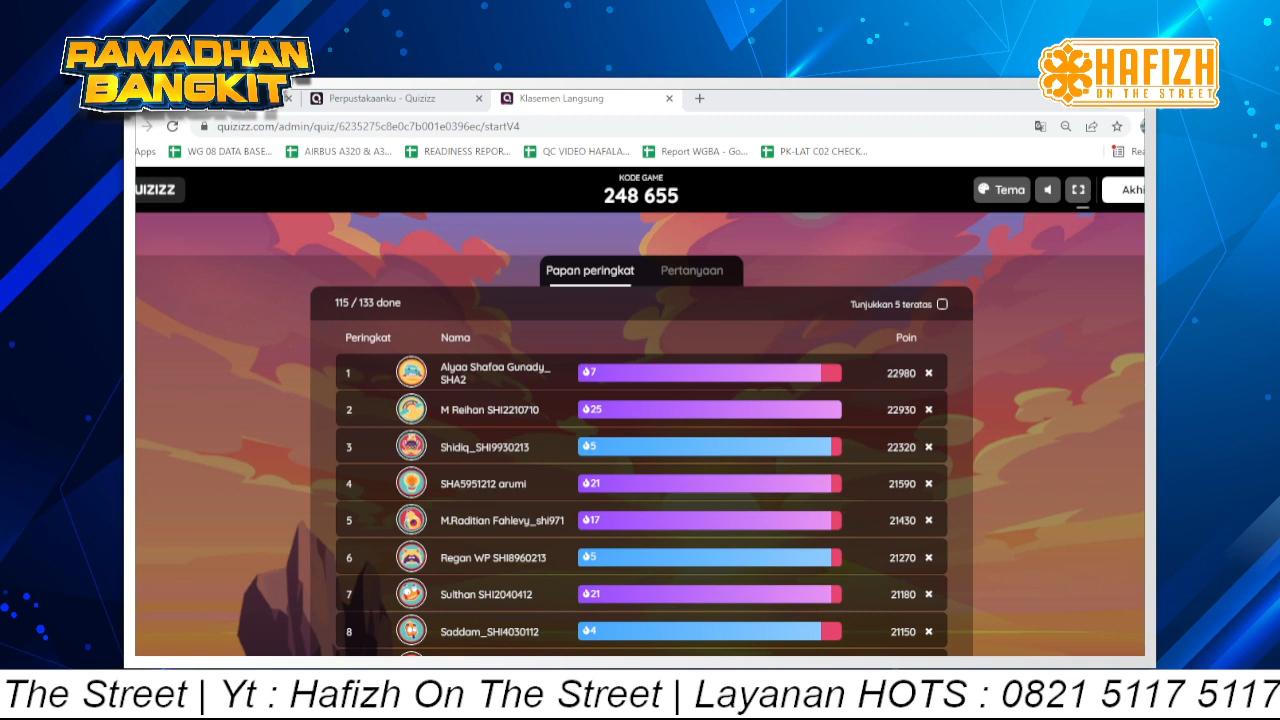 RAMADHAN
BANGKIT
HAFIZH
ON THE STREET
Perpustakaanku - Quizizz
Klasemen Langsung
quizizz.com/admin/quiz/6235275c8e0c7b001e0396ec/startV4
Apps WG 08 DATA BASE... AIRBUS A320 & A3... READINESS REPOR... QC VIDEO HAFALA... Report WGBA - Go... PK-LAT C02 CHECK... Rea
UIZIZZ
KODE GAME
248 655
Tema
Akhi
Papan peringkat Pertanyaan
115 / 133 done
Tunjukkan 5 teratas
Peringkat Nama Poin
1 Alyaa Shafaa Gunady_
SHA2 7 22980
2 M Reihan SHI2210710 25 22930
3 Shidiq_SHI9930213 5 22320
4 SHA5951212 arumi 21 21590
5 M.Raditian Fahlevy_shi971 17 21430
6 Regan WP SHI8960213 5 21270
7 Sulthan SHI2040412 21 21180
8 Saddam_SHI4030112 4 21150
The Street | Yt : Hafizh On The Street | Layanan HOTS : 0821 5117 5117